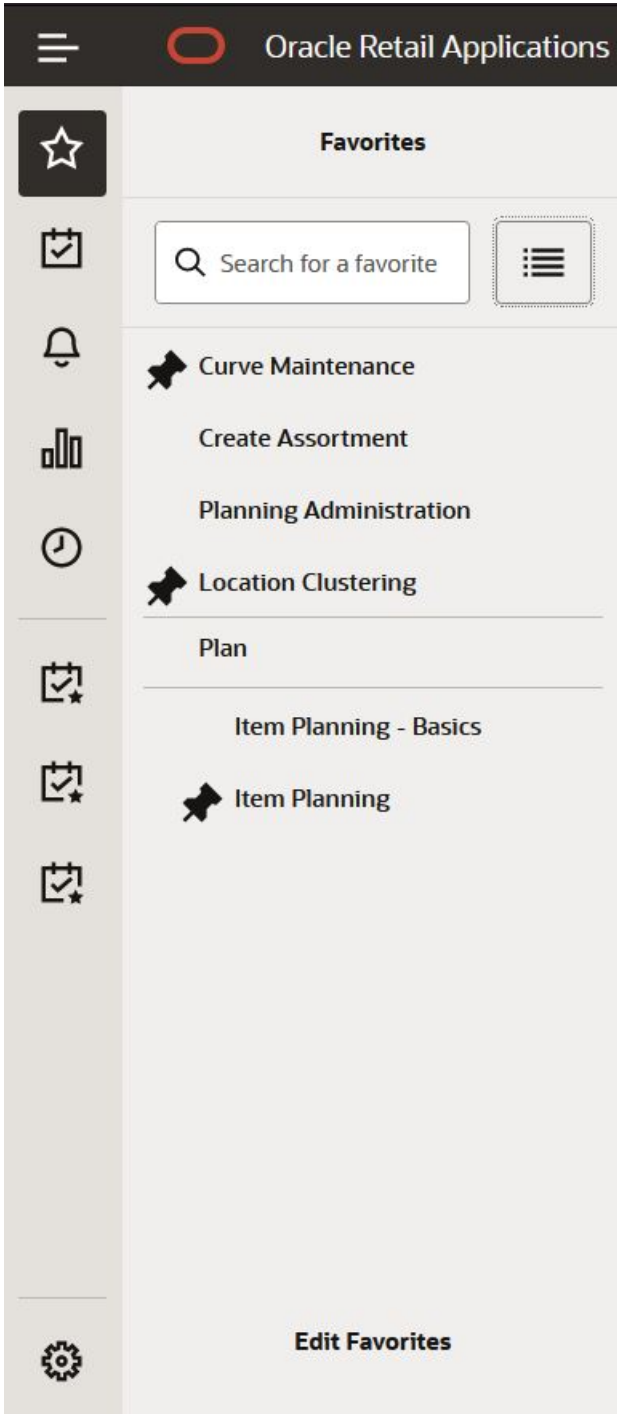 Oracle Retail Applications
Favorites
Search for a favorite
Curve Maintenance
Create Assortment
Planning Administration
Location Clustering
Plan
Item Planning - Basics
Item Planning
Edit Favorites